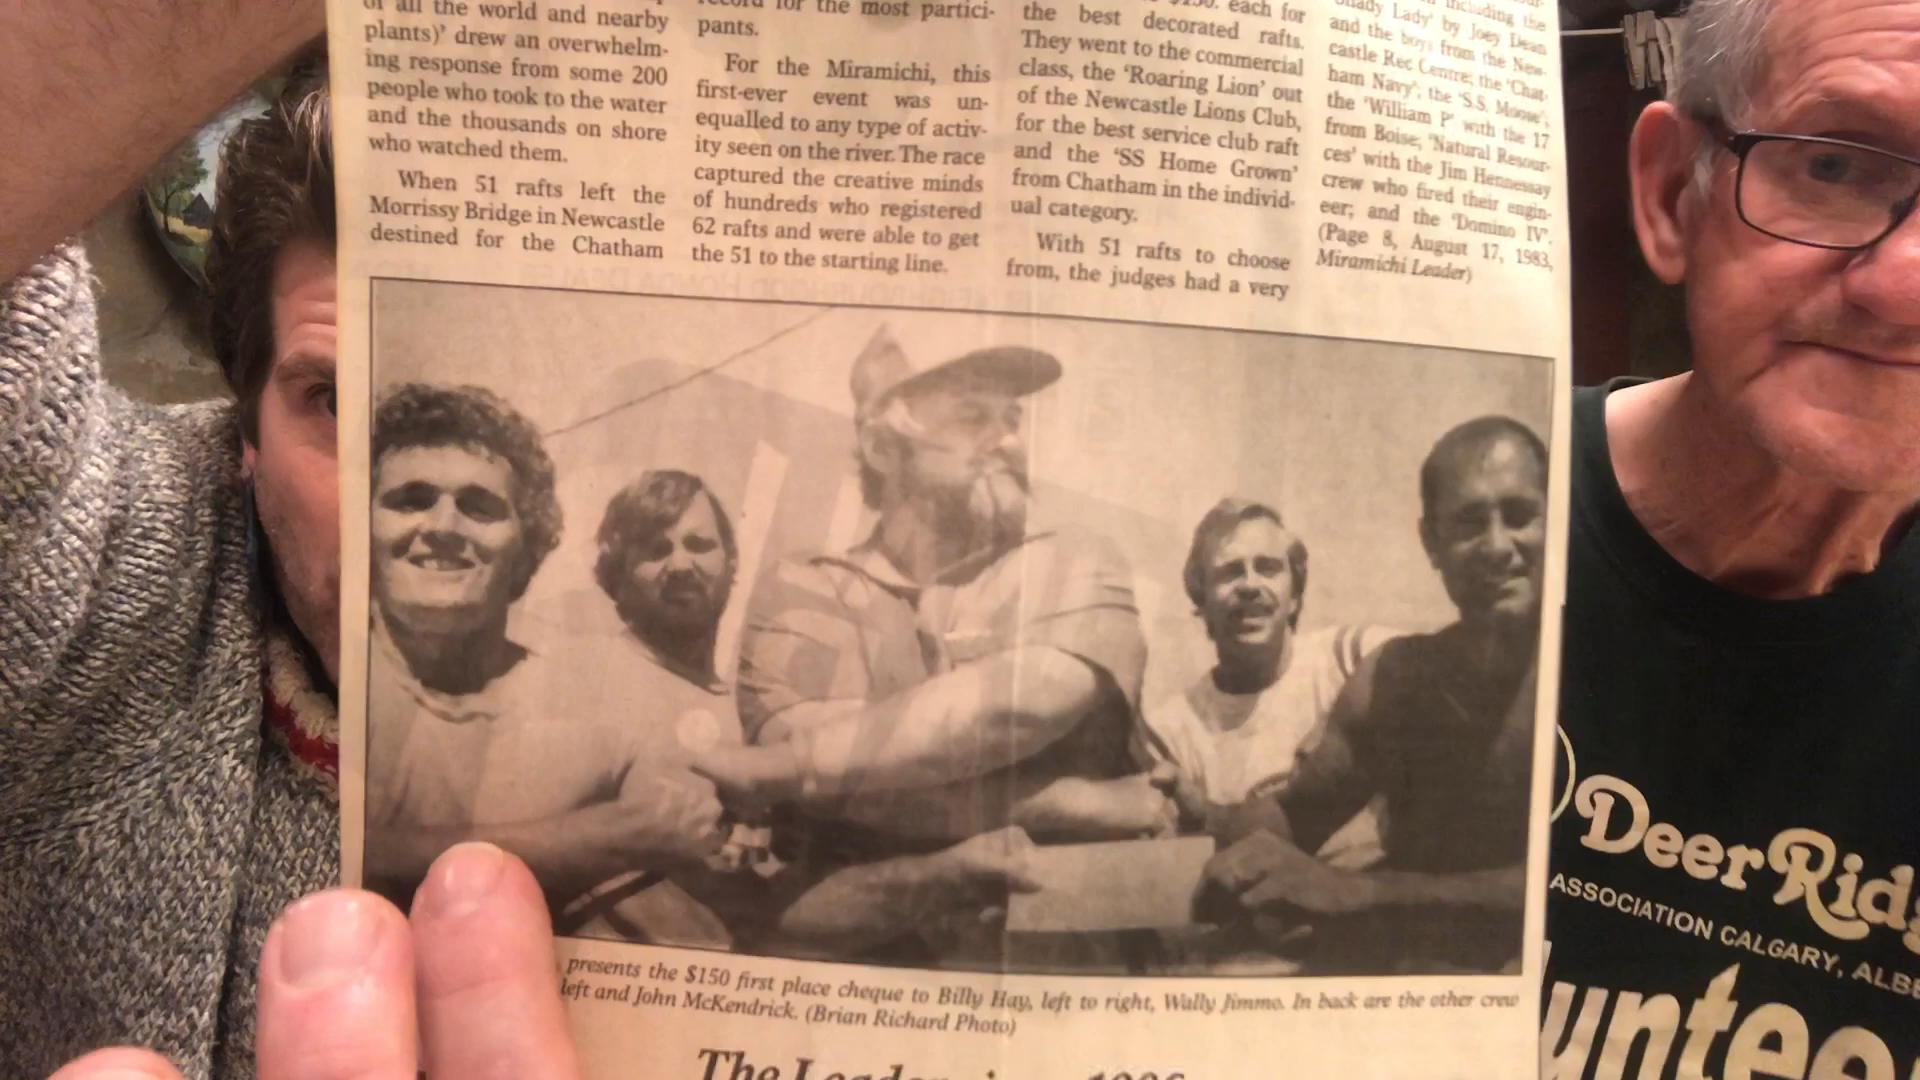 of all the world and nearby
plants)' drew an overwhelm-
ing response from some 200
people who took to the water
and the thousands on shore
who watched them.
When 51 rafts left the
Morrissy Bridge in Newcastle
destined for the Chatham
record for the most partici-
pants.
For the Miramichi, this
first-ever event was un-
equalled to any type of activ-
ity seen on the river. The race
captured the creative minds
of hundreds who registered
62 rafts and were able to get
the 51 to the starting line.
$150. each for
the best decorated rafts.
They went to the commercial
class, the 'Roaring Lion' out
of the Newcastle Lions Club,
for the best service club raft
and the 'SS Home Grown'
from Chatham in the individ-
ual category.
With 51 rafts to choose
from, the judges had a very
including the
Lady' by Joey Dean
and the boys from the New-
castle Rec Centre; the 'Chat-
ham Navy'; the 'S.S. Moose';
the 'William P' with the 17
from Boise; 'Natural Resour-
ces' with the Jim Hennessay
crew who fired their engin-
eer; and the 'Domino IV'.
(Page 8, August 17, 1983,
Miramichi Leader)
presents the $150 first place cheque to Billy Hay, left to right, Wally Jimmo. In back are the other crew
left and John McKendrick. (Brian Richard Photo)
The Leader
Deer Rid
ASSOCIATION CALGARY, ALBE
untee